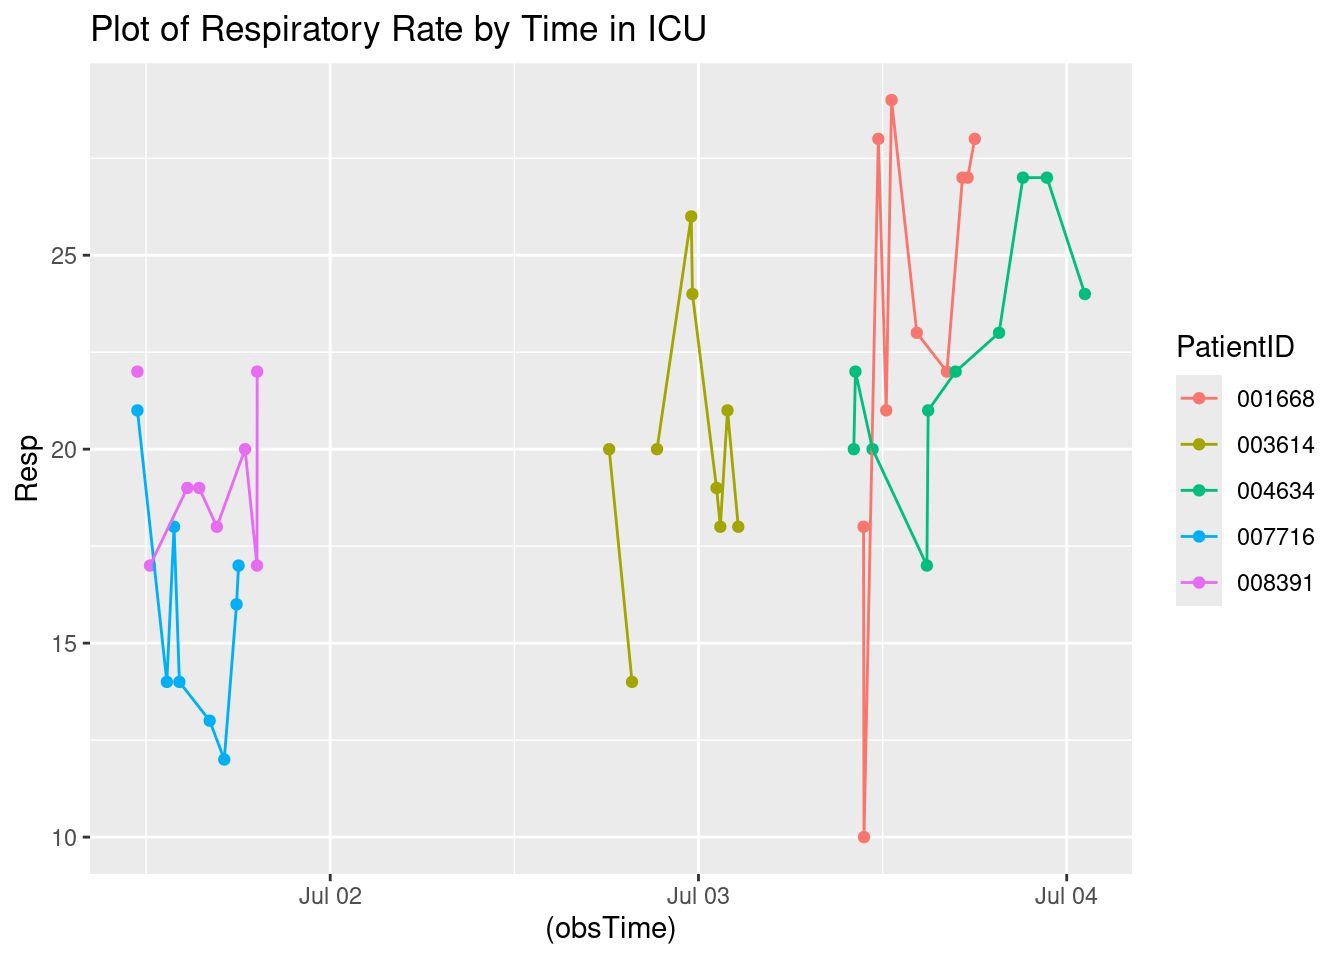 Plot of Respiratory Rate by Time in ICU
Resp
25
20
15
10
Jul 02
Jul 03
Jul 04
(obsTime)
PatientID
001668
003614
004634
007716
008391